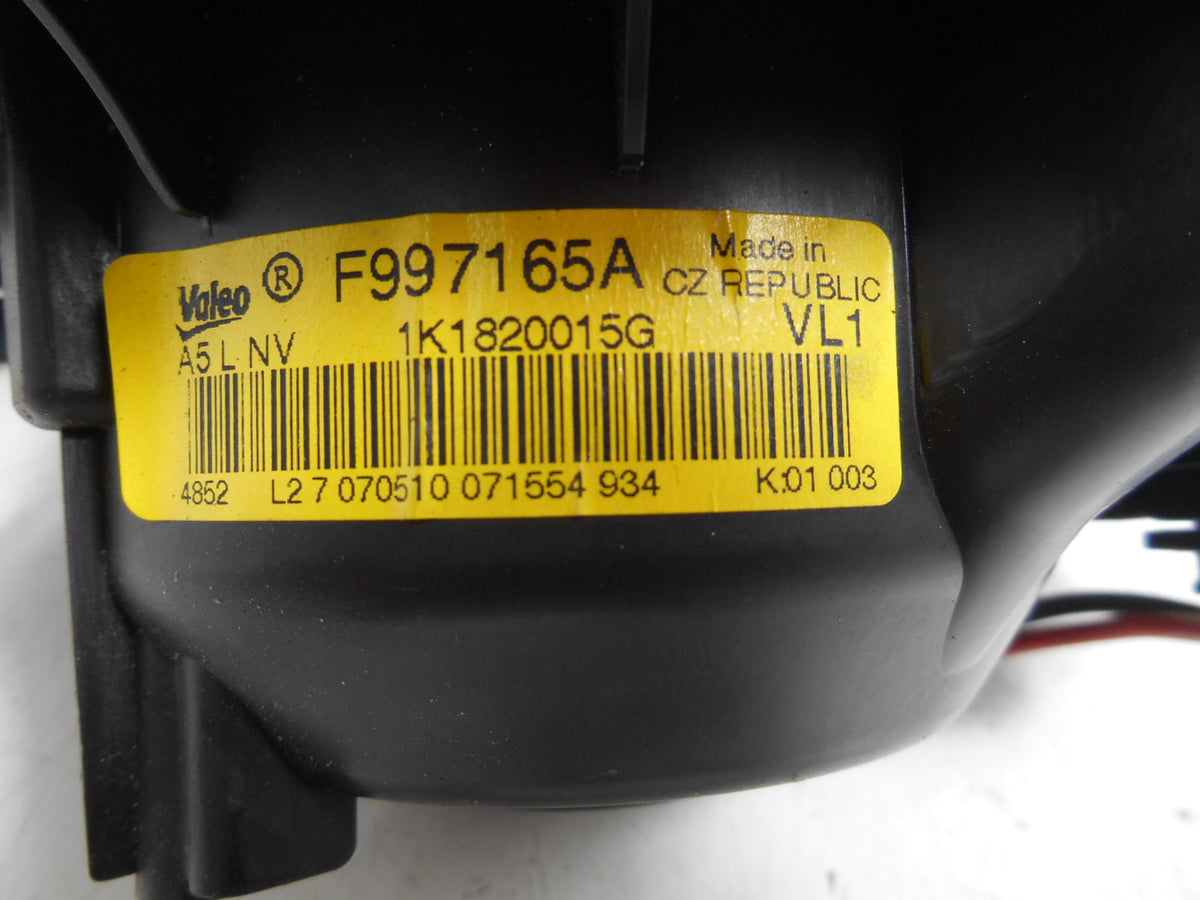 Valeo ® F997165A Made in
CZ REPUBLIC
A5 L NV 1K1820015G VL1
4852 L2 7 070510 071554 934 K:01 003